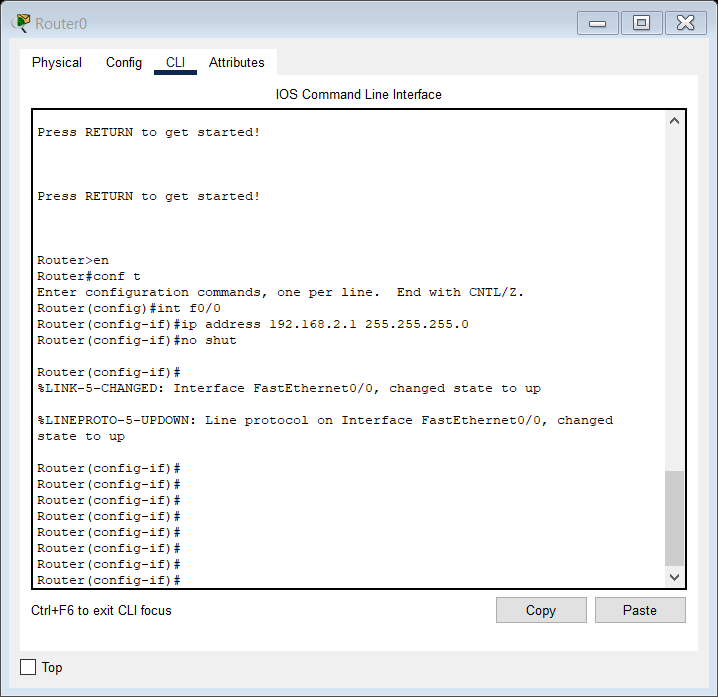 Router0
Physical Config CLI Attributes
IOS Command Line Interface
Press RETURN to get started!
Press RETURN to get started!
Router>en
Router#conf t
Enter configuration commands, one per line.  End with CNTL/Z.
Router(config)#int f0/0
Router(config-if)#ip address 192.168.2.1 255.255.255.0
Router(config-if)#no shut
Router(config-if)#
%LINK-5-CHANGED: Interface FastEthernet0/0, changed state to up
%LINEPROTO-5-UPDOWN: Line protocol on Interface FastEthernet0/0, changed
state to up
Router(config-if)#
Router(config-if)#
Router(config-if)#
Router(config-if)#
Router(config-if)#
Router(config-if)#
Router(config-if)#
Router(config-if)#
Ctrl+F6 to exit CLI focus Copy Paste
Top